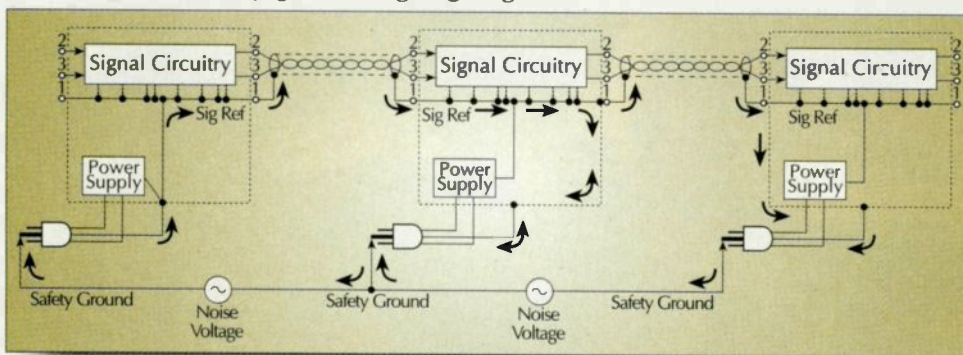 2
2
2
2
2
2
Signal Circuitry
Signal Circuitry
Signal Circuitry
3
3
3
3
3
3
1
1
1
1
1
1
Sig Ref
Sig Ref
Sig Ref
Power
Supply
Power
Supply
Power
Supply
Safety Ground
Safety Ground
Safety Ground
Noise
Voltage
Noise
Voltage